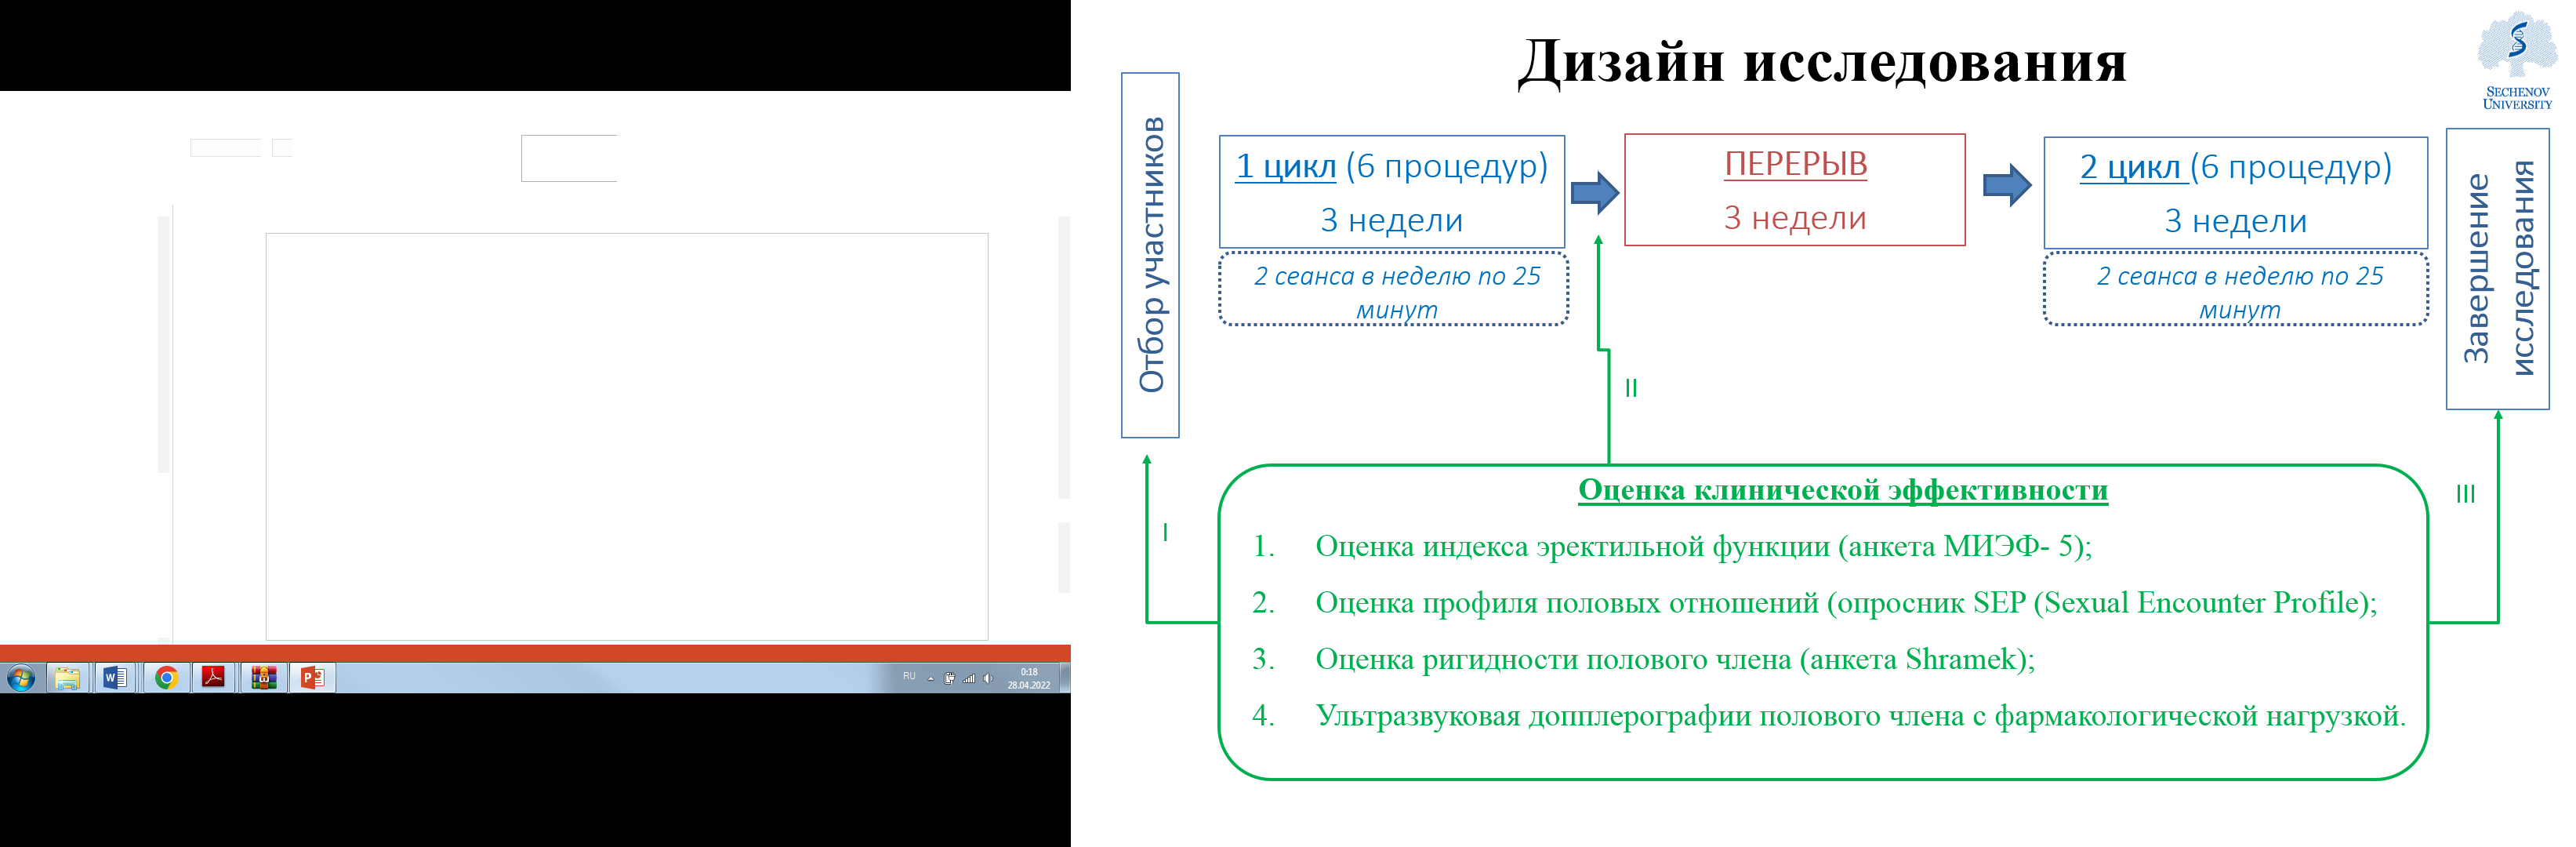 Дизайн исследования
SECHENOV
UNIVERSITY
Отбор участников
1 цикл (6 процедур)
3 недели
2 сеанса в неделю по 25
минут
ПЕРЕРЫВ
3 недели
2 цикл (6 процедур)
3 недели
2 сеанса в неделю по 25
минут
Завершение
исследования
I
II
III
Оценка клинической эффективности
1. Оценка индекса эректильной функции (анкета МИЭФ- 5);
2. Оценка профиля половых отношений (опросник SEP (Sexual Encounter Profile);
3. Оценка ригидности полового члена (анкета Shramek);
4. Ультразвуковая допплерографии полового члена с фармакологической нагрузкой.
RU
0:18
28.04.2022